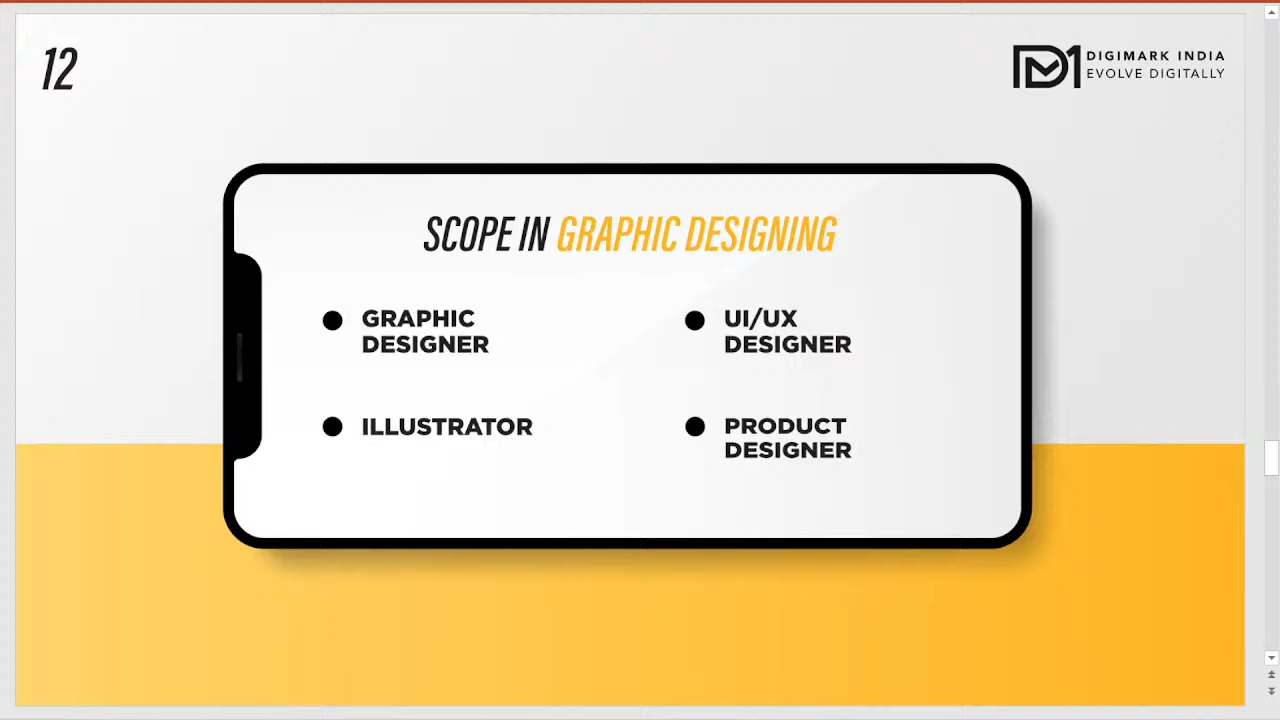 12
DIGIMARK INDIA
EVOLVE DIGITALLY
SCOPE IN GRAPHIC DESIGNING
GRAPHIC
DESIGNER
UI/UX
DESIGNER
ILLUSTRATOR
PRODUCT
DESIGNER